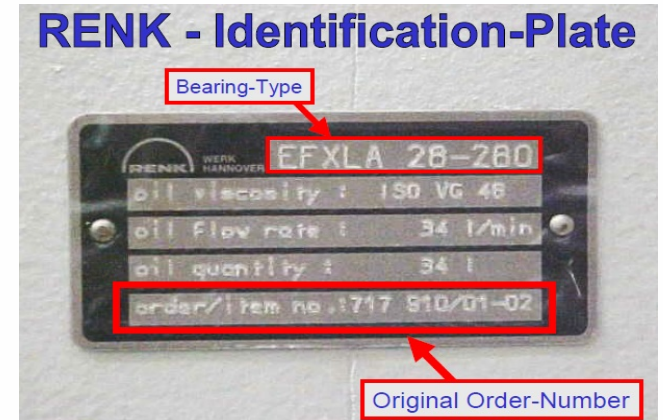 RENK - Identification-Plate
Bearing-Type
RENK WERK HANNOVER EFXLA 28-280
oil viscosity : ISO VG 46
oil flow rate : 34 l/min
oil quantity : 34 l
order/item no.:717 910/01-02
Original Order-Number